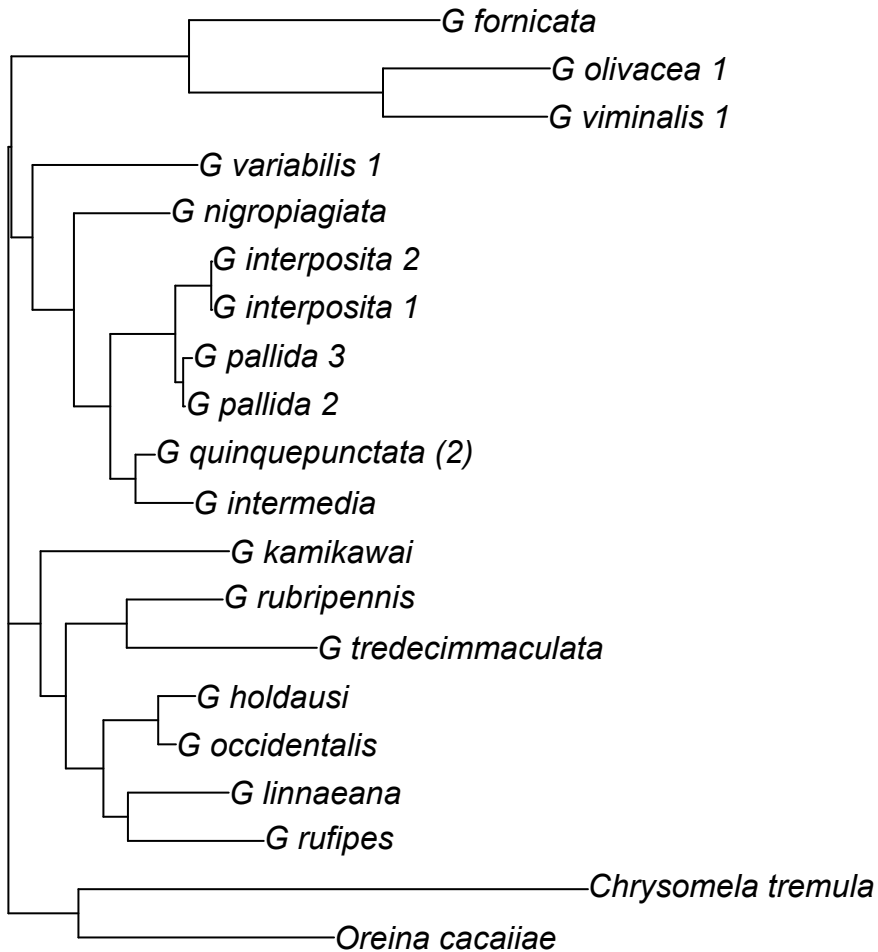 G fornicata
G olivacea 1
G viminalis 1
G variabilis 1
G nigropiagiata
G interposita 2
G interposita 1
G pallida 3
G pallida 2
G quinquepunctata (2)
G intermedia
G kamikawai
G rubripennis
G tredecimmaculata
G holdausi
G occidentalis
G linnaeana
G rufipes
Chrysomela tremula
Oreina cacaiiae